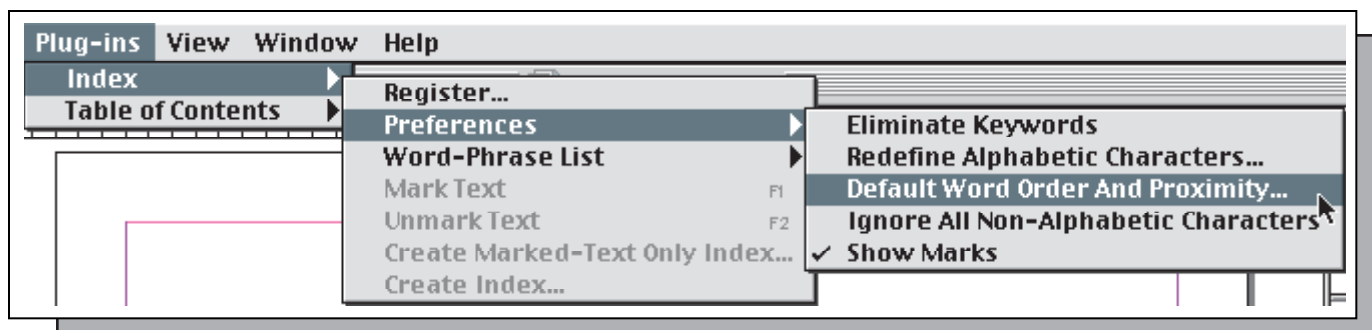 Plug-ins View Window Help
Index
Table of Contents
Register...
Preferences
Word-Phrase List
Mark Text F1
Unmark Text F2
Create Marked-Text Only Index...
Create Index...
Eliminate Keywords
Redefine Alphabetic Characters...
Default Word Order And Proximity...
Ignore All Non-Alphabetic Characters
✓ Show Marks